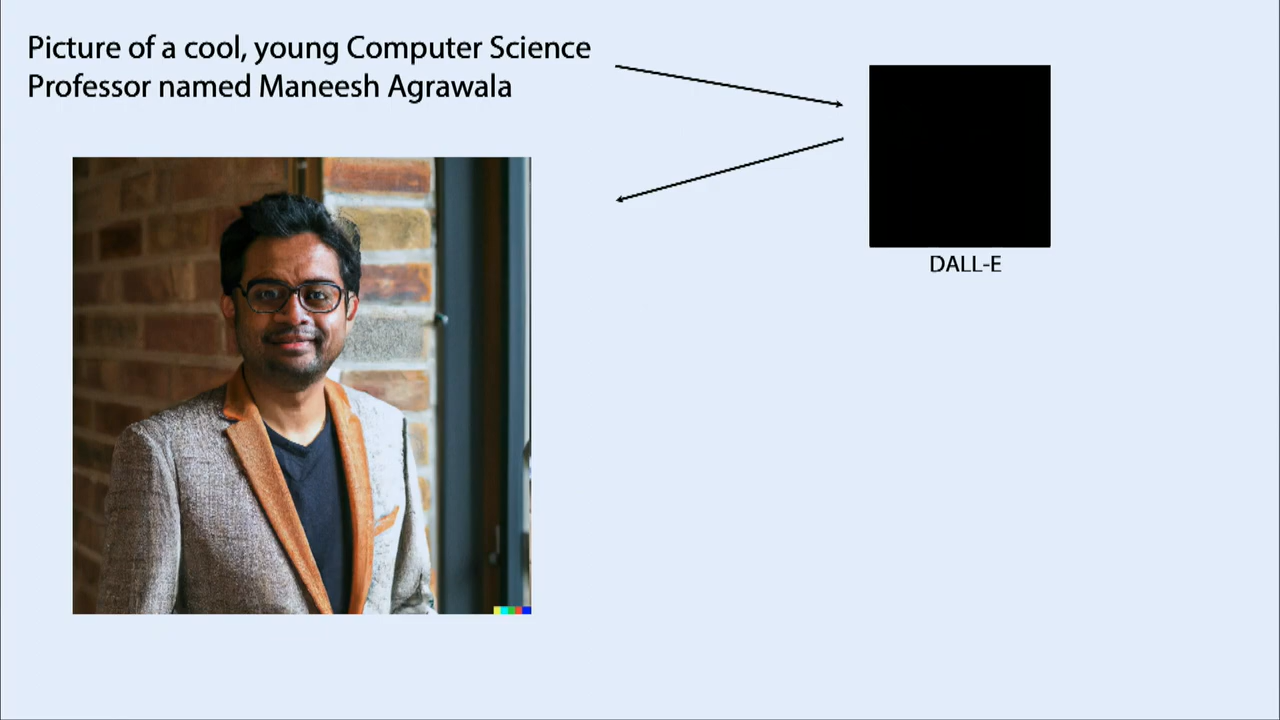 Picture of a cool, young Computer Science
Professor named Maneesh Agrawala
DALL-E